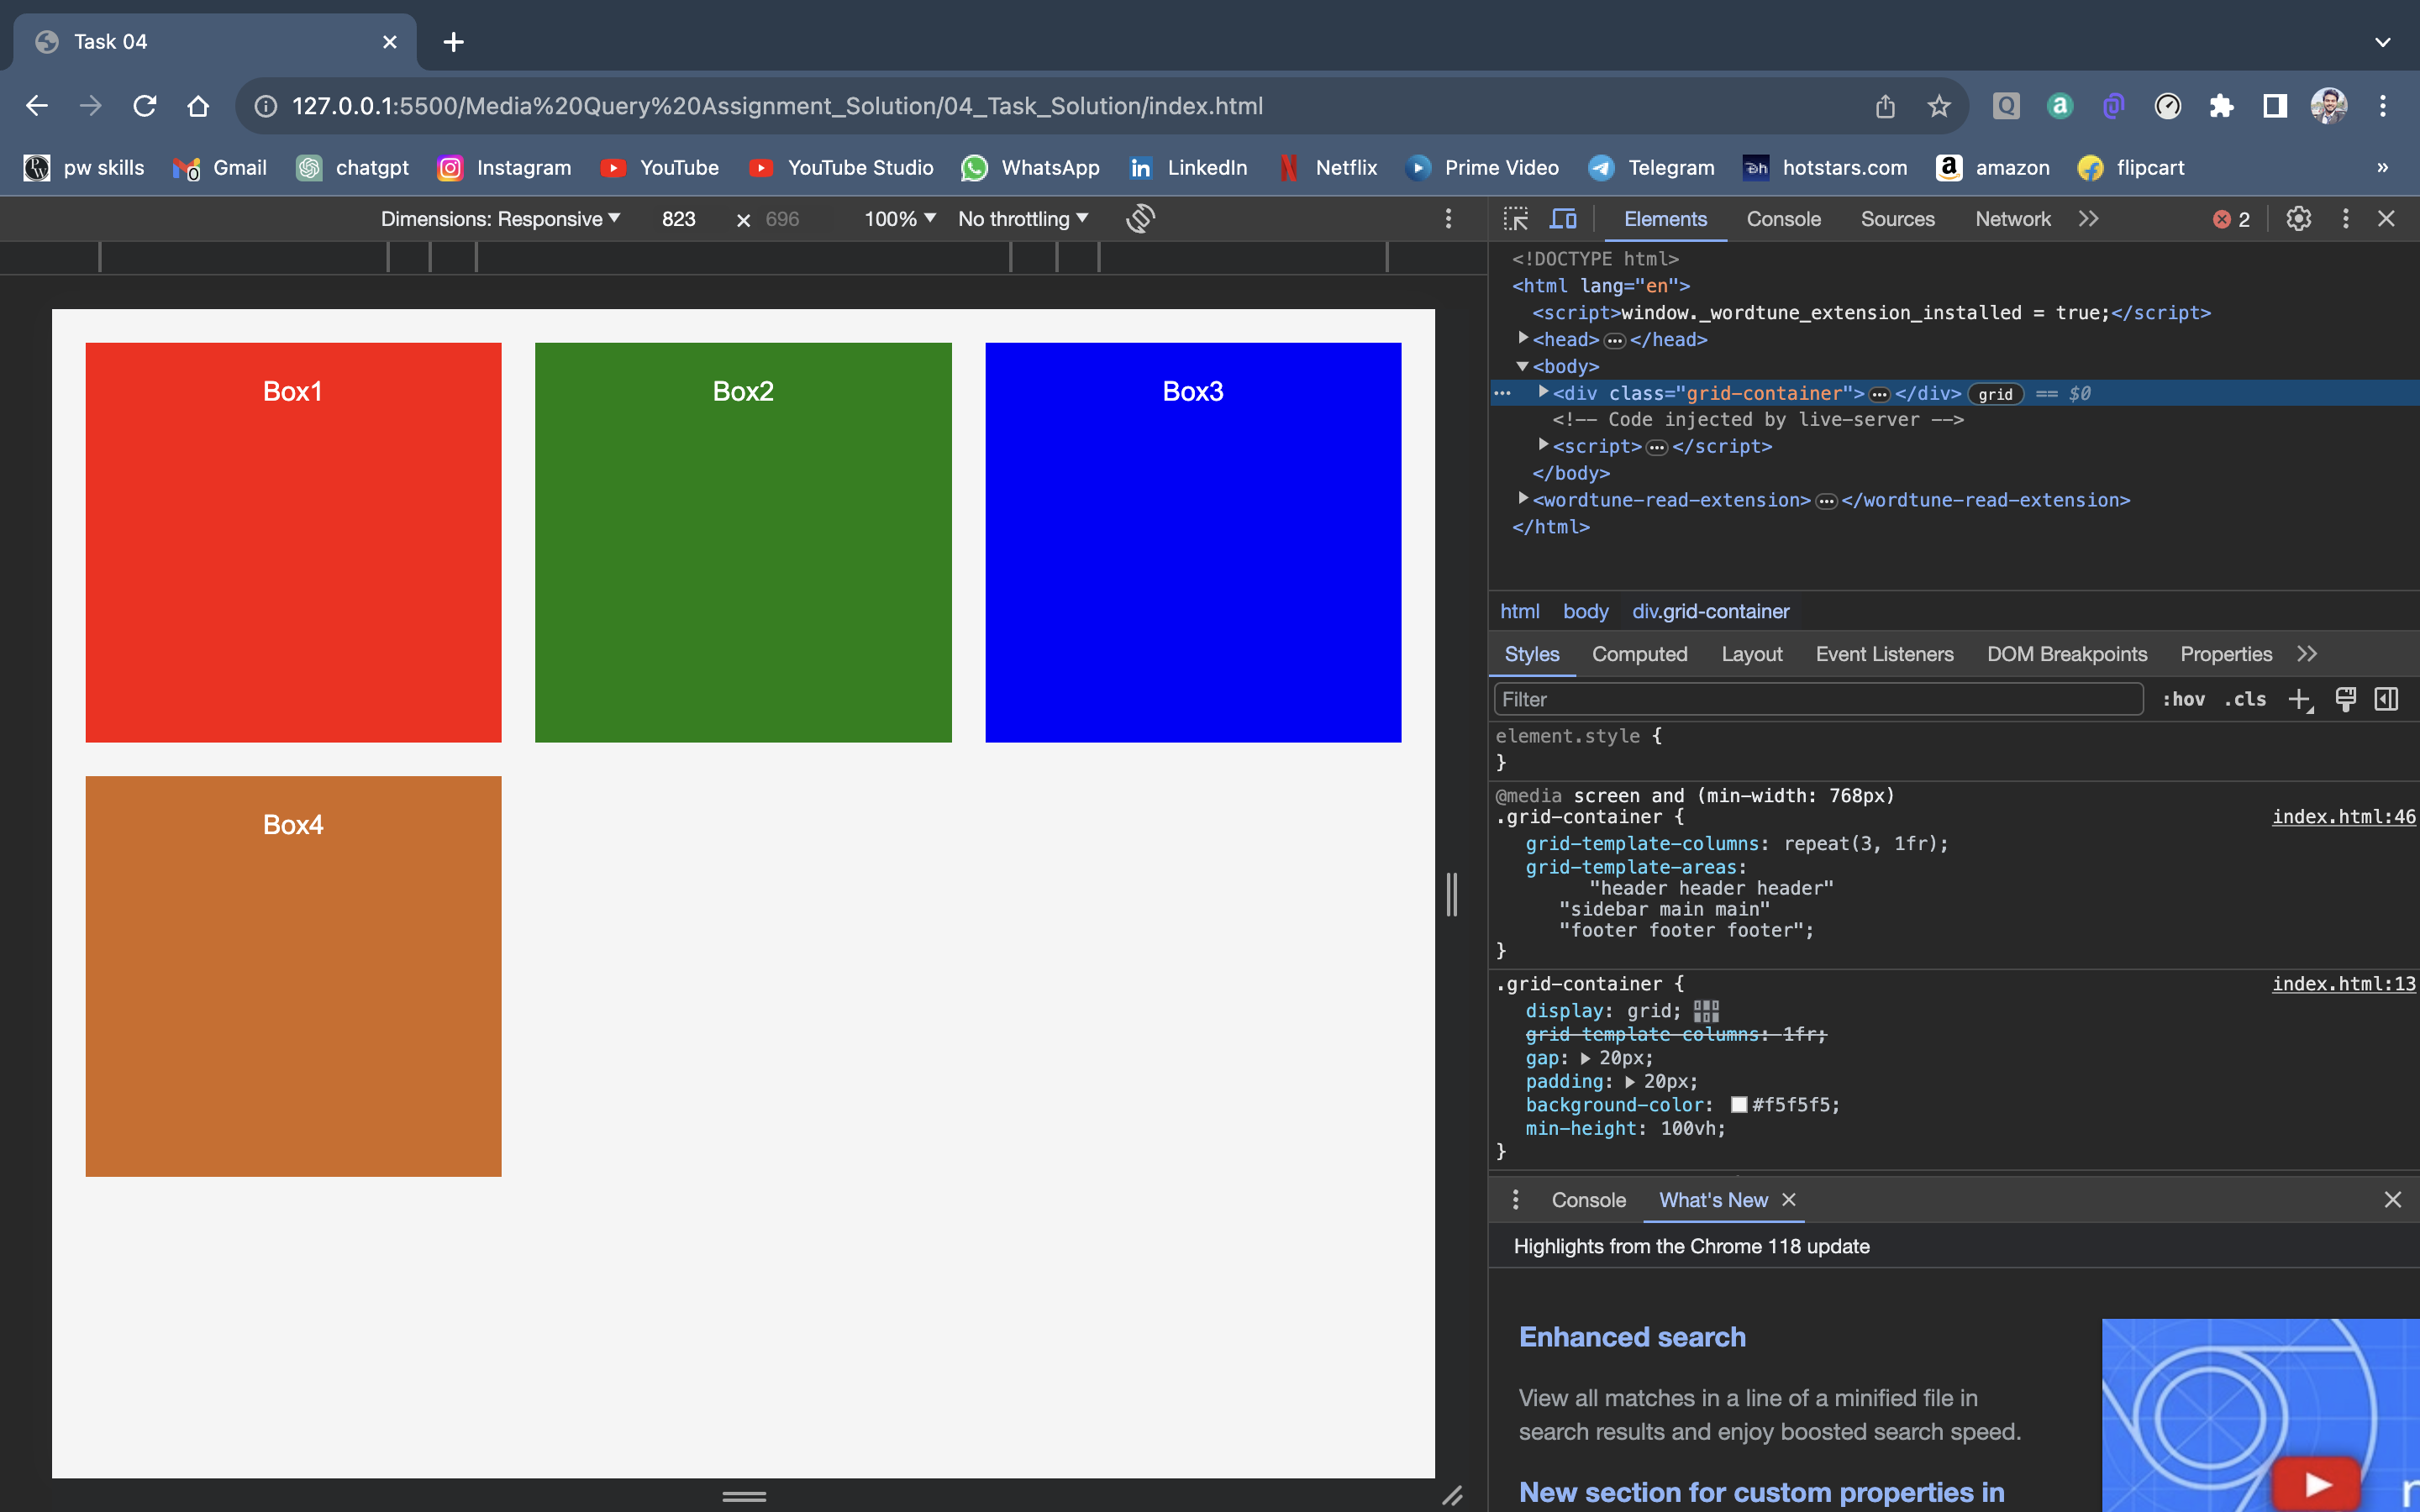 Task 04
127.0.0.1:5500/Media%20Query%20Assignment_Solution/04_Task_Solution/index.html
pw skills Gmail chatgpt Instagram YouTube YouTube Studio WhatsApp LinkedIn Netflix Prime Video Telegram hotstars.com amazon flipcart »
Dimensions: Responsive 823 × 696 100% No throttling
Box1 Box2 Box3
Box4
Elements Console Sources Network 2
<!DOCTYPE html>
<html lang="en">
<script>window._wordtune_extension_installed = true;</script>
<head>…</head>
<body>
… <div class="grid-container">…</div> grid == $0
<!-- Code injected by live-server -->
<script>…</script>
</body>
<wordtune-read-extension>…</wordtune-read-extension>
</html>
html body div.grid-container
Styles Computed Layout Event Listeners DOM Breakpoints Properties
Filter :hov .cls
element.style {
}
@media screen and (min-width: 768px)
.grid-container { index.html:46
grid-template-columns: repeat(3, 1fr);
grid-template-areas:
"header header header"
"sidebar main main"
"footer footer footer";
}
.grid-container { index.html:13
display: grid;
grid-template-columns: 1fr;
gap: 20px;
padding: 20px;
background-color: #f5f5f5;
min-height: 100vh;
}
Console What's New
Highlights from the Chrome 118 update
Enhanced search
View all matches in a line of a minified file in
search results and enjoy boosted search speed.
New section for custom properties in